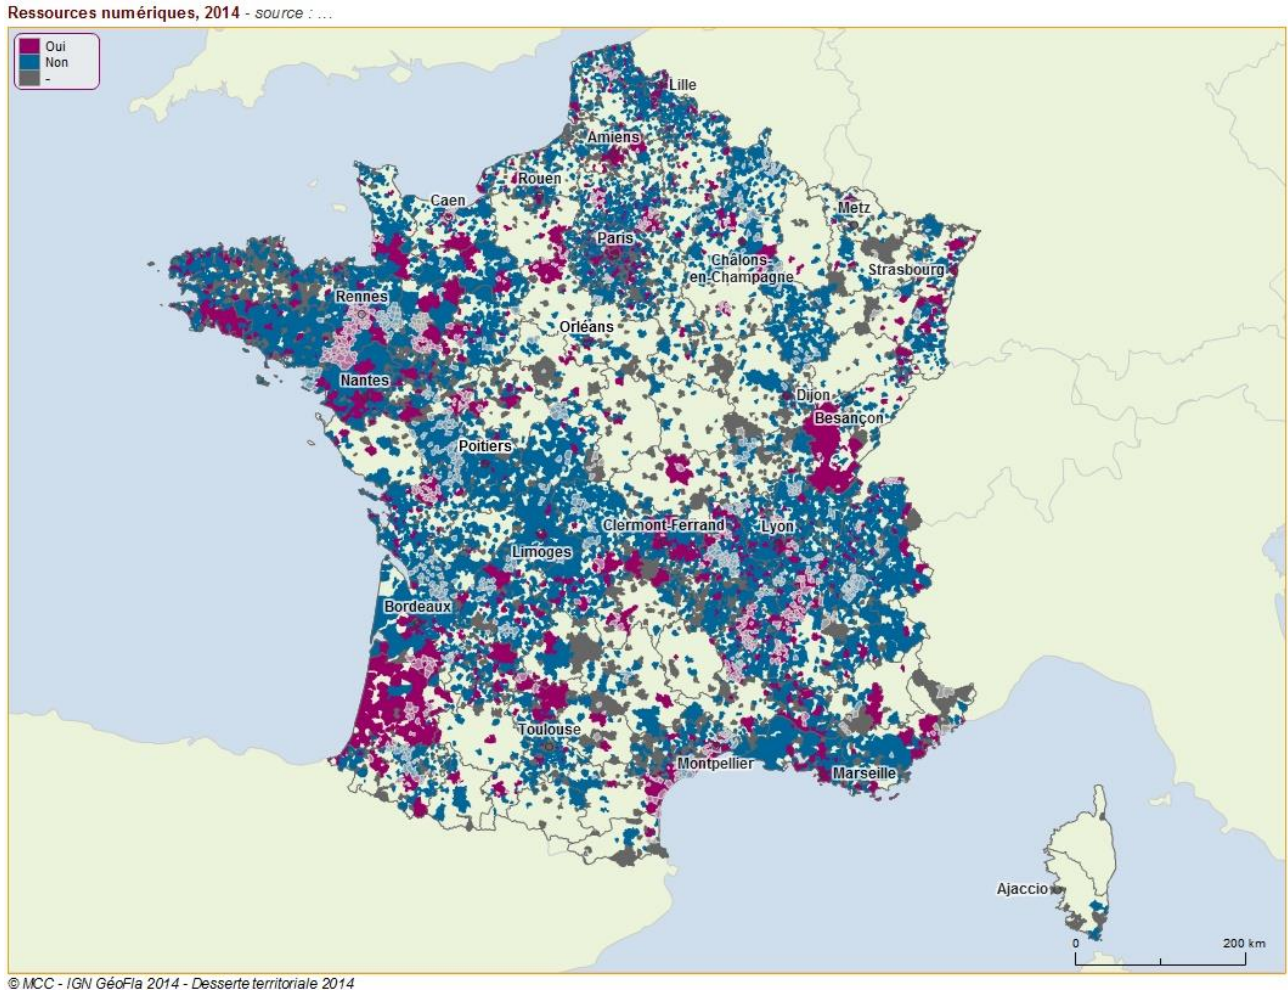 Ressources numériques, 2014 - source : ...
Oui
Non
-
Lille
Amiens
Rouen
Caen
Metz
Paris
Châlons-
en-Champagne
Strasbourg
Rennes
Orléans
Nantes
Dijon
Besançon
Poitiers
Clermont-Ferrand
Lyon
Limoges
Bordeaux
Toulouse
Montpellier
Marseille
Ajaccio
0 200 km
© MCC - IGN GéoFla 2014 - Desserte territoriale 2014